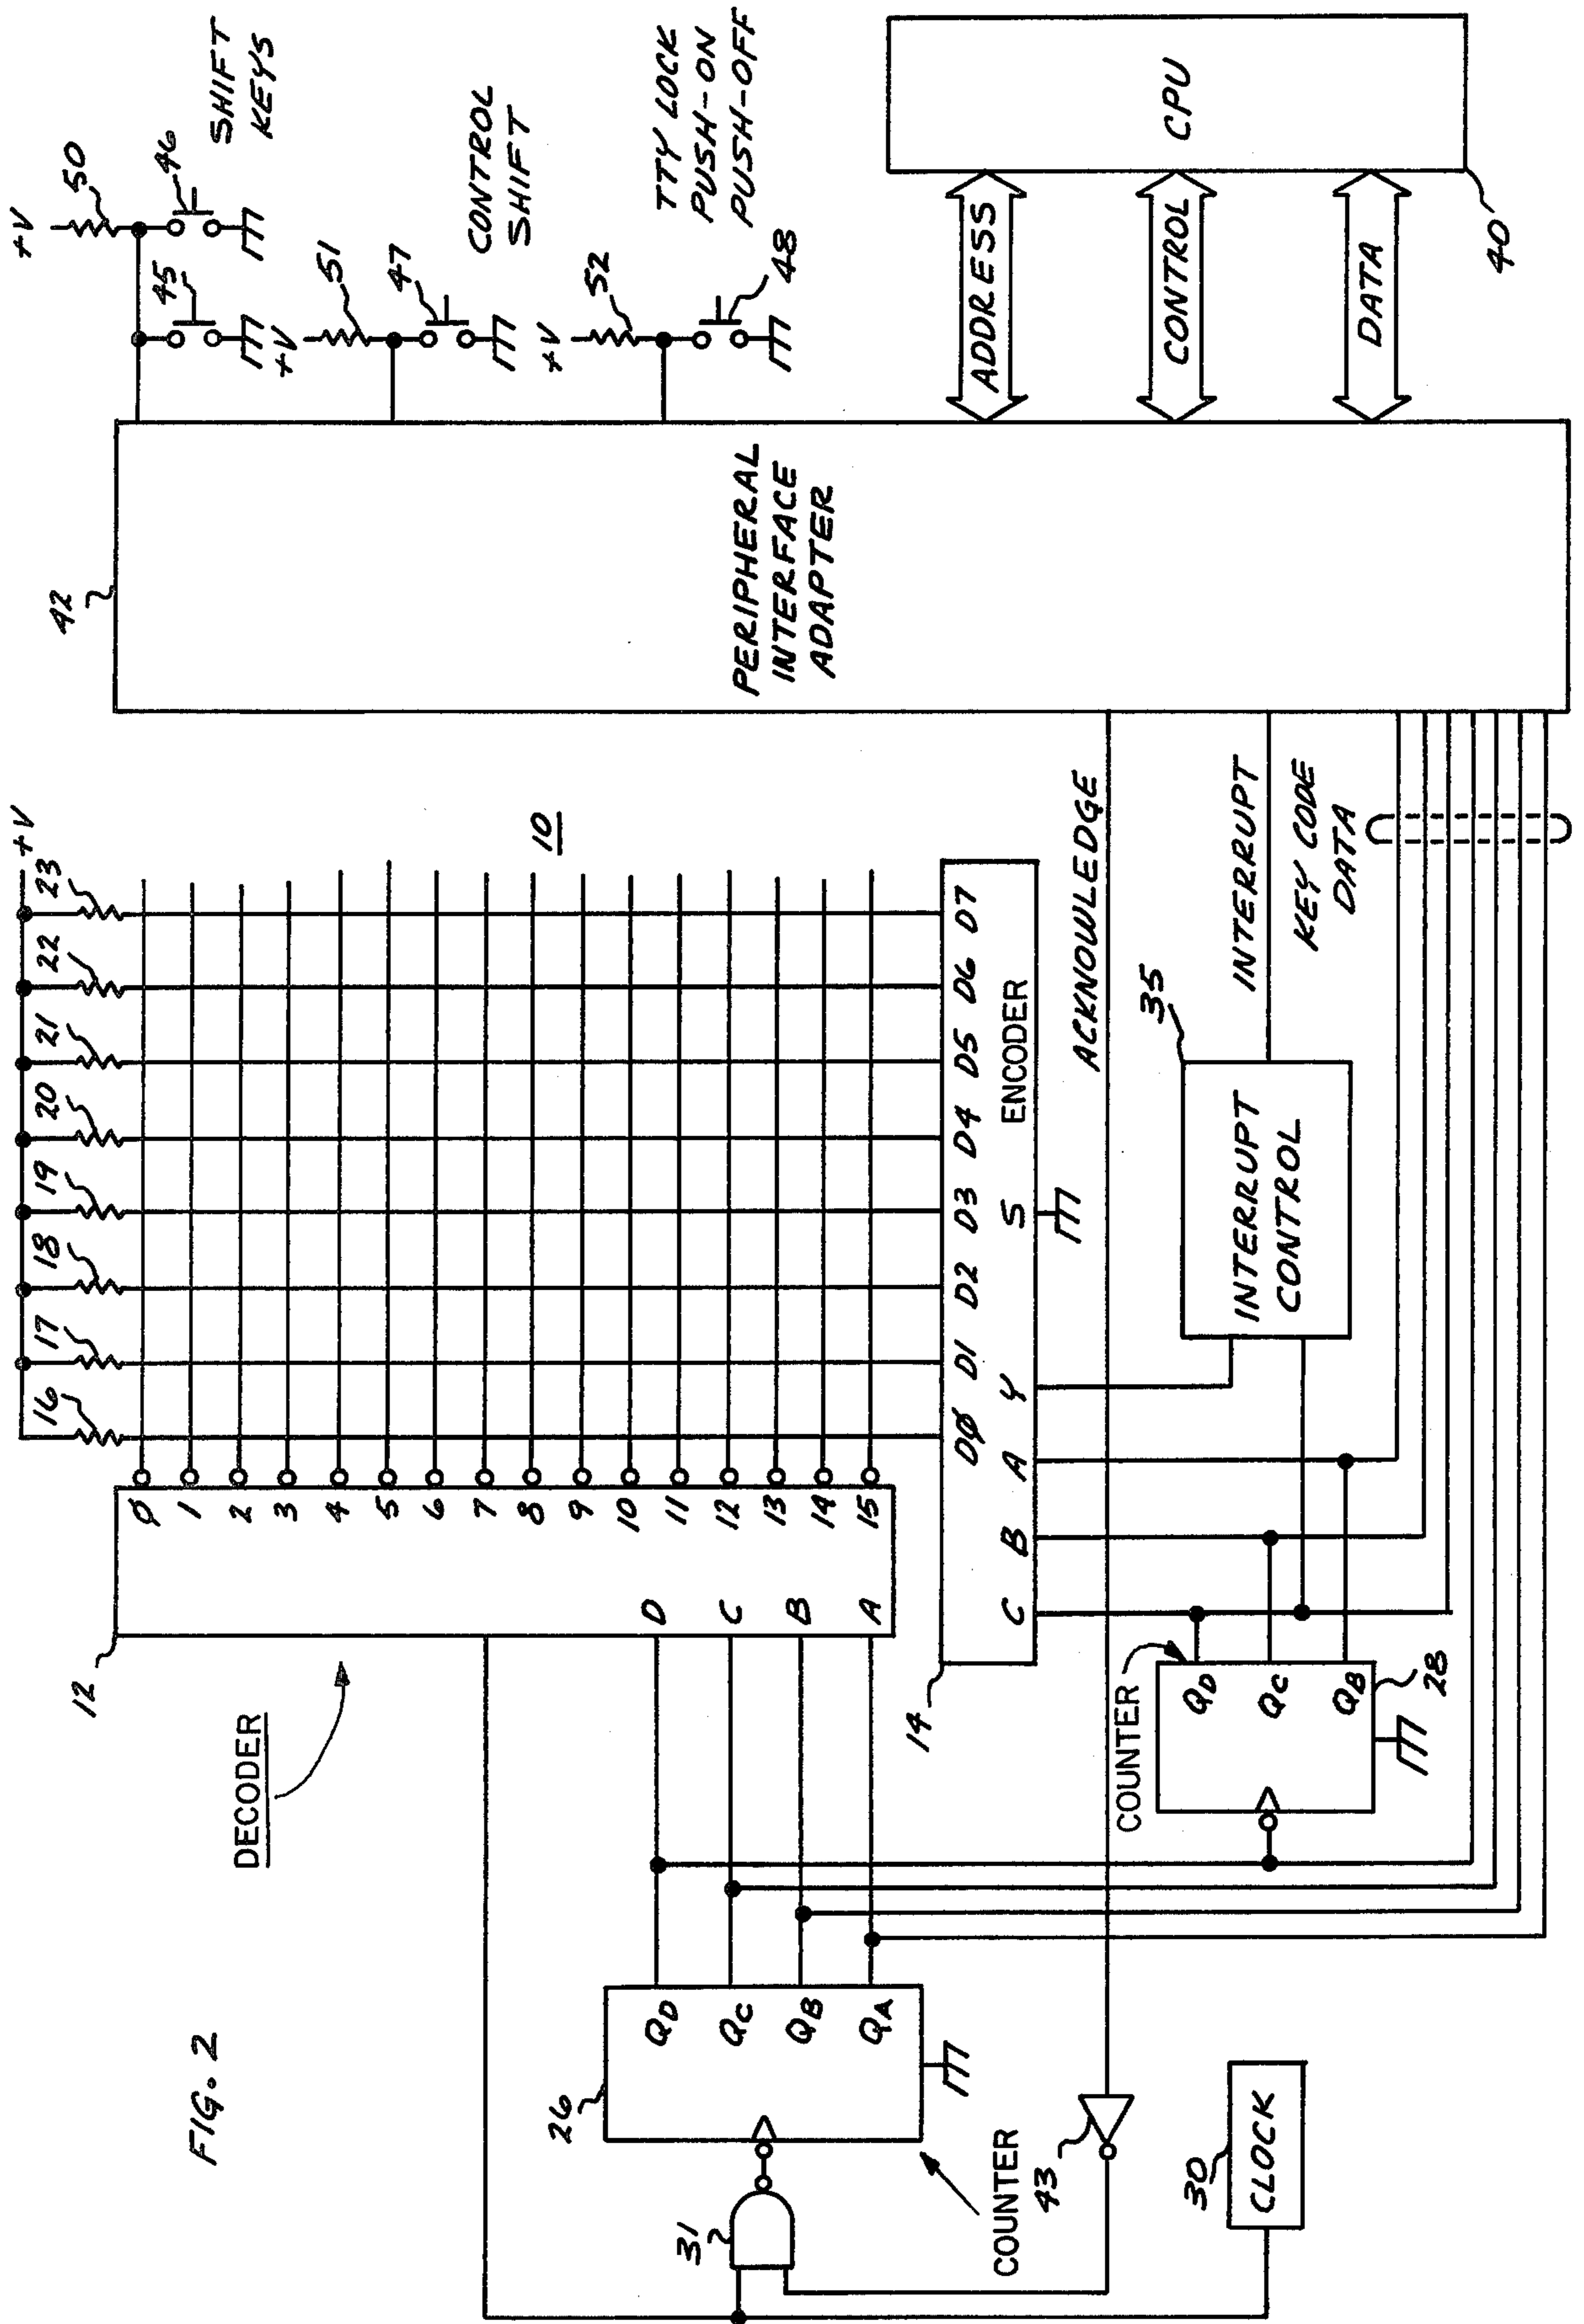 FIG. 2
DECODER
12
0
1
2
3
4
5
6
7
8
9
10
11
12
13
14
15
D
C
B
A
16
17
18
19
20
21
22
23
+V
10
14
DØ D1 D2 D3 D4 D5 D6 D7
C B A Y S ENCODER
26
QD
QC
QB
QA
COUNTER
31
43
30
CLOCK
COUNTER
QD
QC
QB
28
35
INTERRUPT
CONTROL
ACKNOWLEDGE
INTERRUPT
KEY CODE
DATA
42
PERIPHERAL
INTERFACE
ADAPTER
+V
50
45
46
SHIFT
KEYS
+V
51
47
CONTROL
SHIFT
+V
52
48
TTY LOCK
PUSH-ON
PUSH-OFF
ADDRESS
CONTROL
DATA
CPU
40